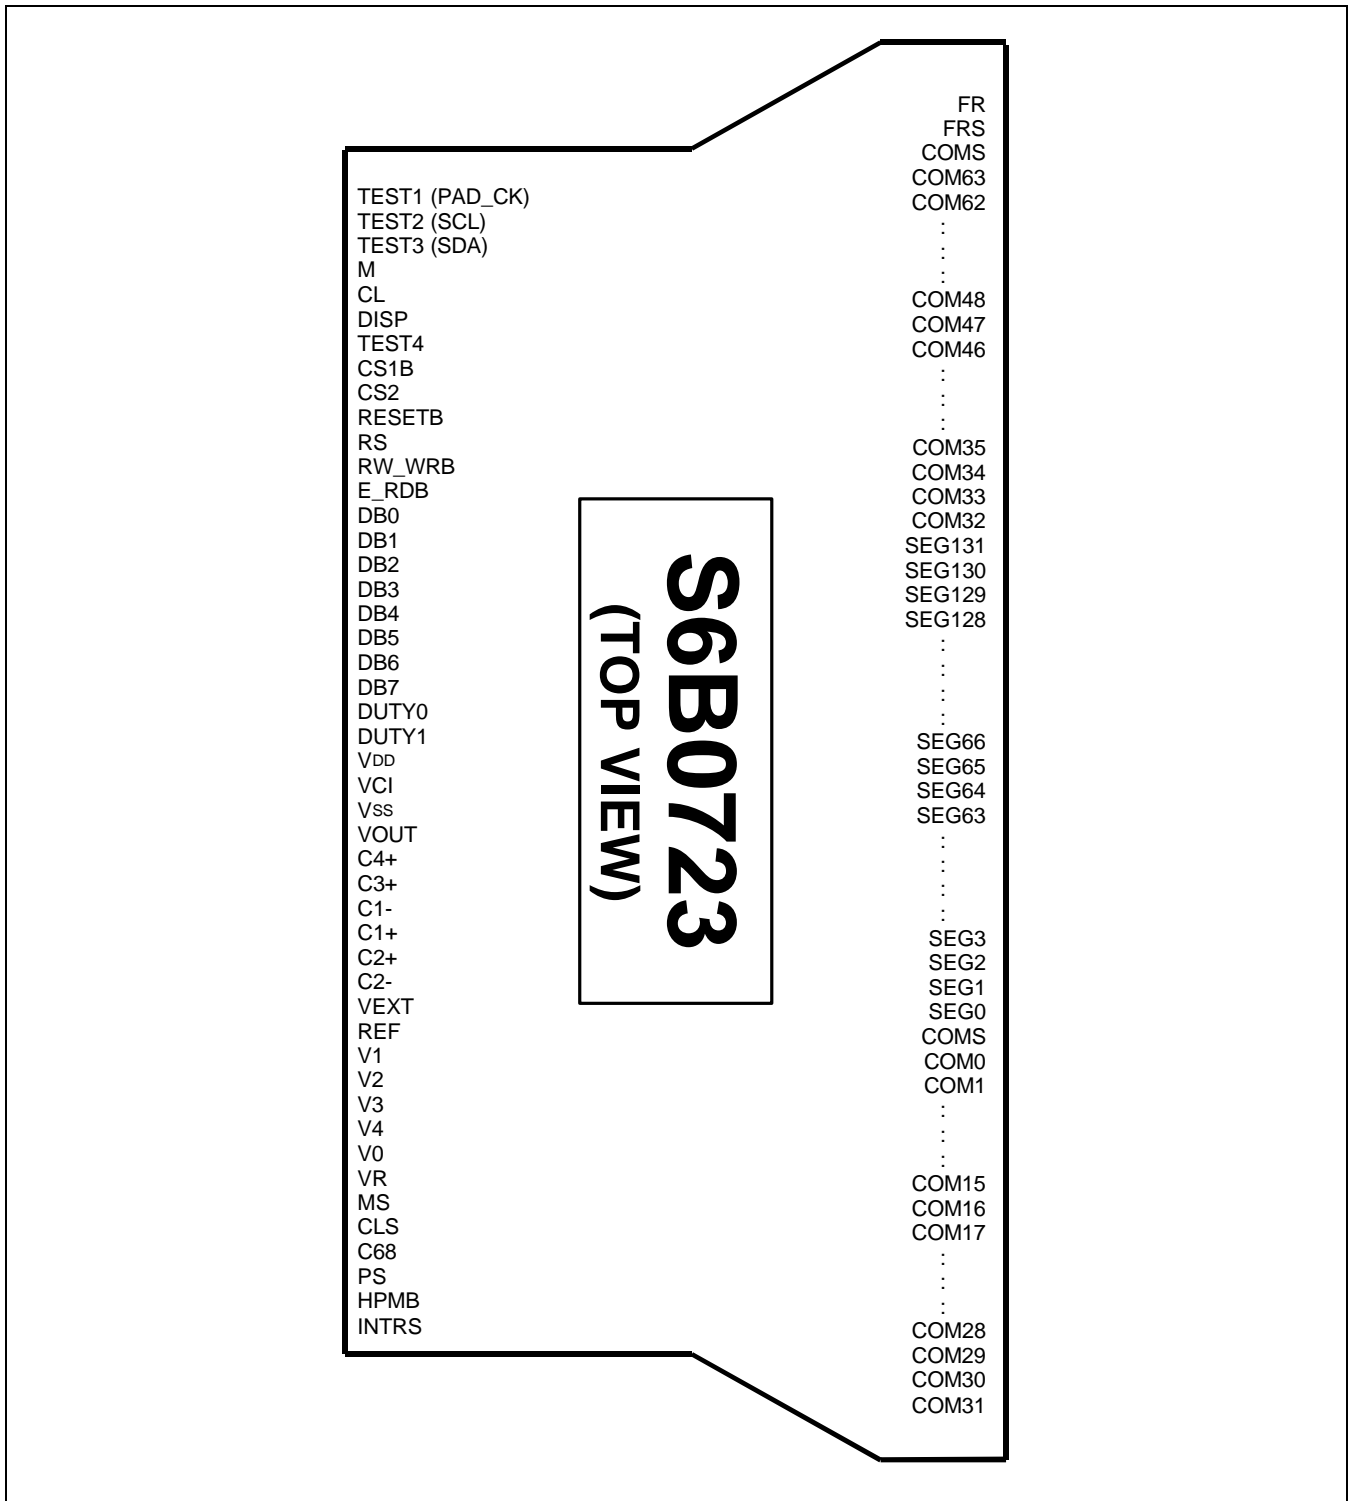 TEST1 (PAD_CK)
TEST2 (SCL)
TEST3 (SDA)
M
CL
DISP
TEST4
CS1B
CS2
RESETB
RS
RW_WRB
E_RDB
DB0
DB1
DB2
DB3
DB4
DB5
DB6
DB7
DUTY0
DUTY1
VDD
VCI
VSS
VOUT
C4+
C3+
C1-
C1+
C2+
C2-
VEXT
REF
V1
V2
V3
V4
V0
VR
MS
CLS
C68
PS
HPMB
INTRS
S6B0723
(TOP VIEW)
FR
FRS
COMS
COM63
COM62
:
:
:
COM48
COM47
COM46
:
:
:
COM35
COM34
COM33
COM32
SEG131
SEG130
SEG129
SEG128
:
:
:
:
SEG66
SEG65
SEG64
SEG63
:
:
:
:
SEG3
SEG2
SEG1
SEG0
COMS
COM0
COM1
:
:
:
COM15
COM16
COM17
:
:
:
COM28
COM29
COM30
COM31